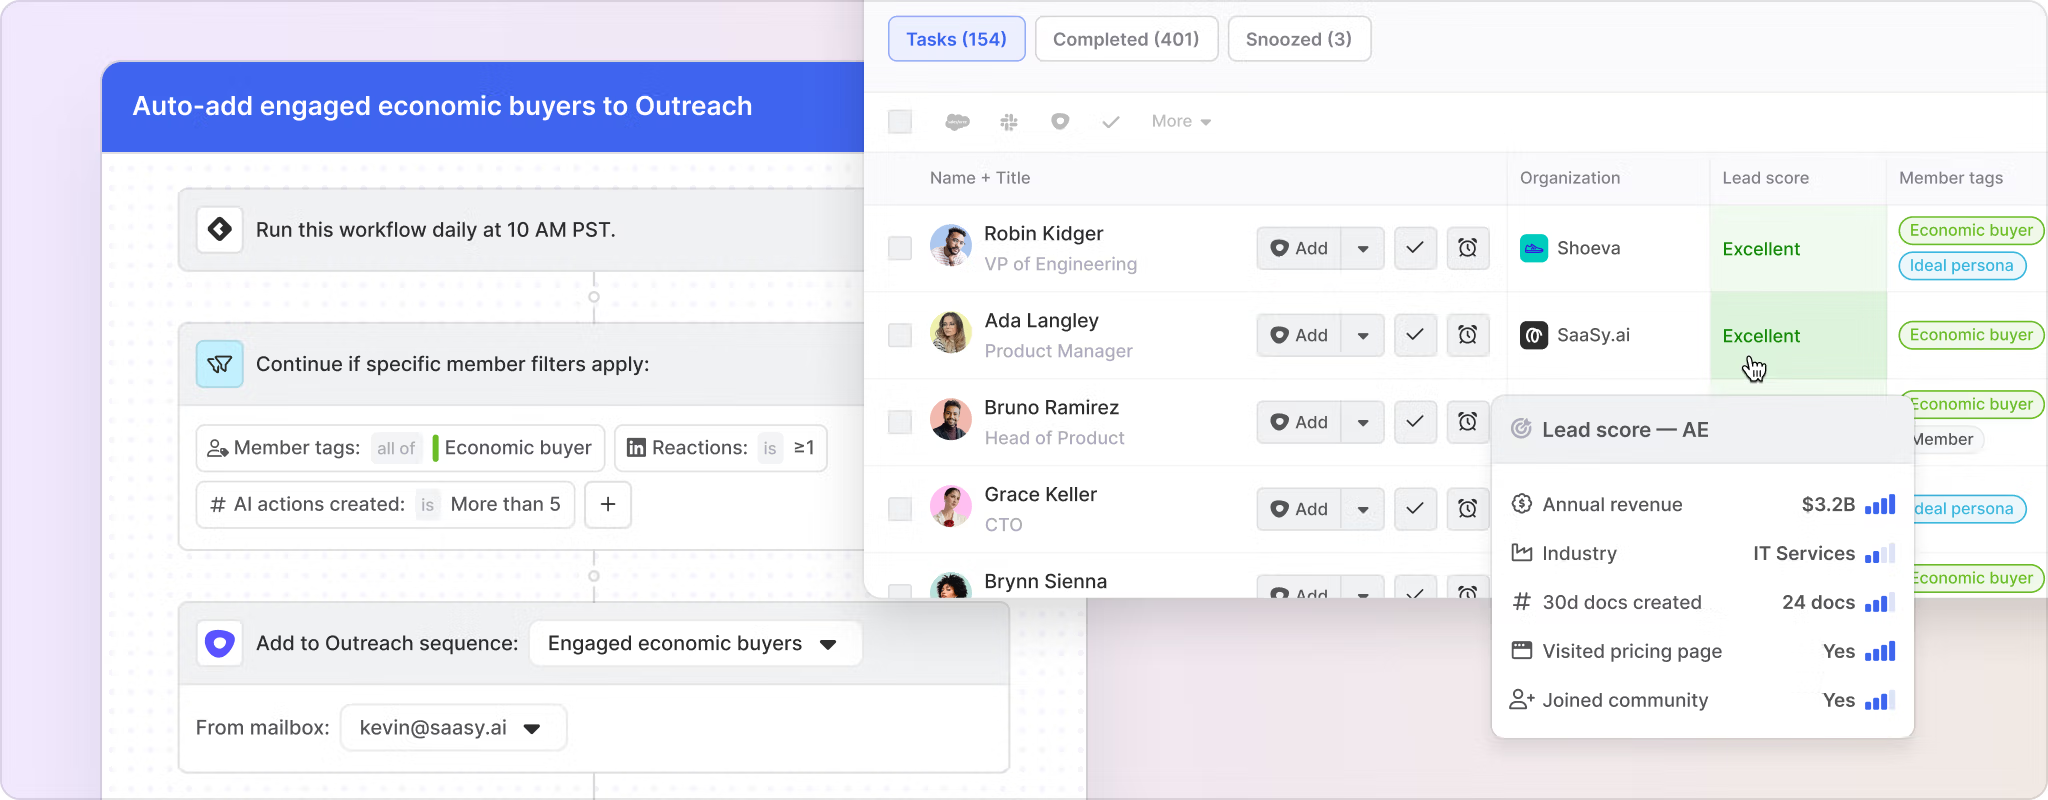 Auto-add engaged economic buyers to Outreach
Run this workflow daily at 10 AM PST.
Continue if specific member filters apply:
Member tags: all of Economic buyer Reactions: is ≥1
# AI actions created: is More than 5 +
Add to Outreach sequence: Engaged economic buyers
From mailbox: kevin@saasy.ai
Tasks (154) Completed (401) Snoozed (3)
More
Name + Title Organization Lead score Member tags
Robin Kidger
VP of Engineering
Add
Shoeva
Excellent
Economic buyer
Ideal persona
Ada Langley
Product Manager
Add
SaaSy.ai
Excellent
Economic buyer
Bruno Ramirez
Head of Product
Add
Economic buyer
Member
Grace Keller
CTO
Add
deal persona
Brynn Sienna
Add
Economic buyer
Lead score — AE
Annual revenue $3.2B
Industry IT Services
# 30d docs created 24 docs
Visited pricing page Yes
Joined community Yes